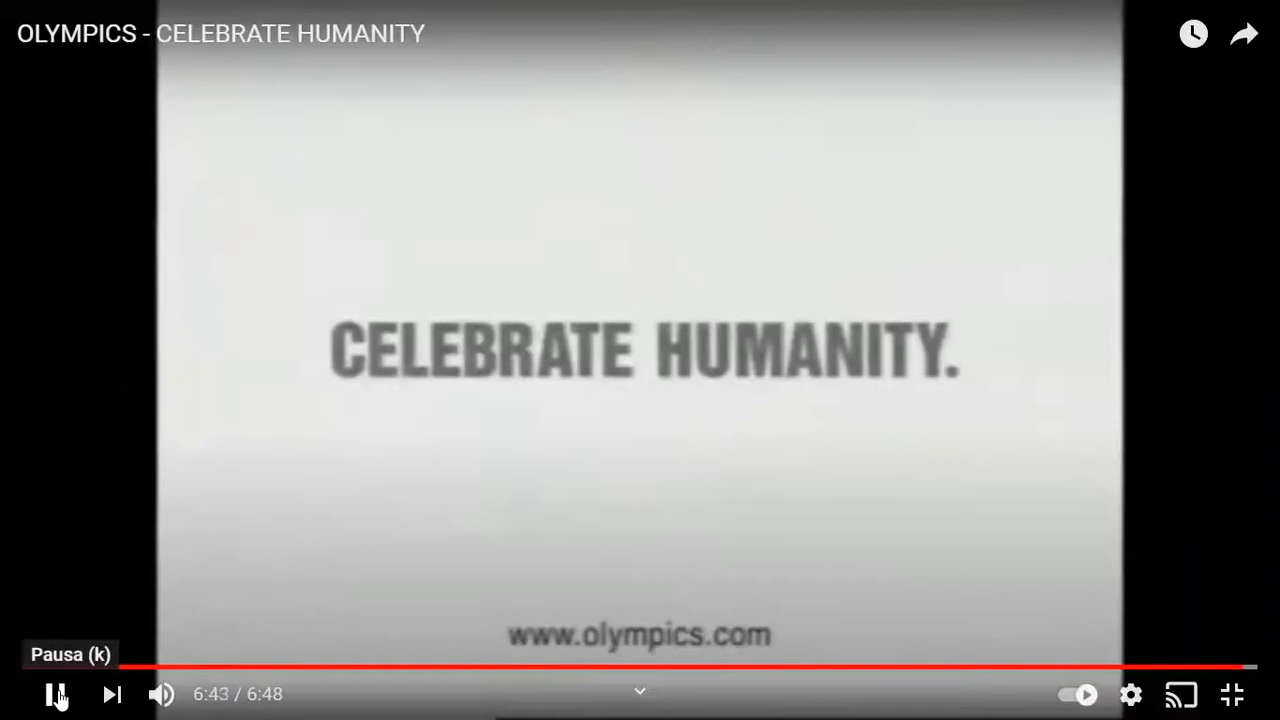 OLYMPICS - CELEBRATE HUMANITY
CELEBRATE HUMANITY.
www.olympics.com
Pausa (k)
6:43 / 6:48